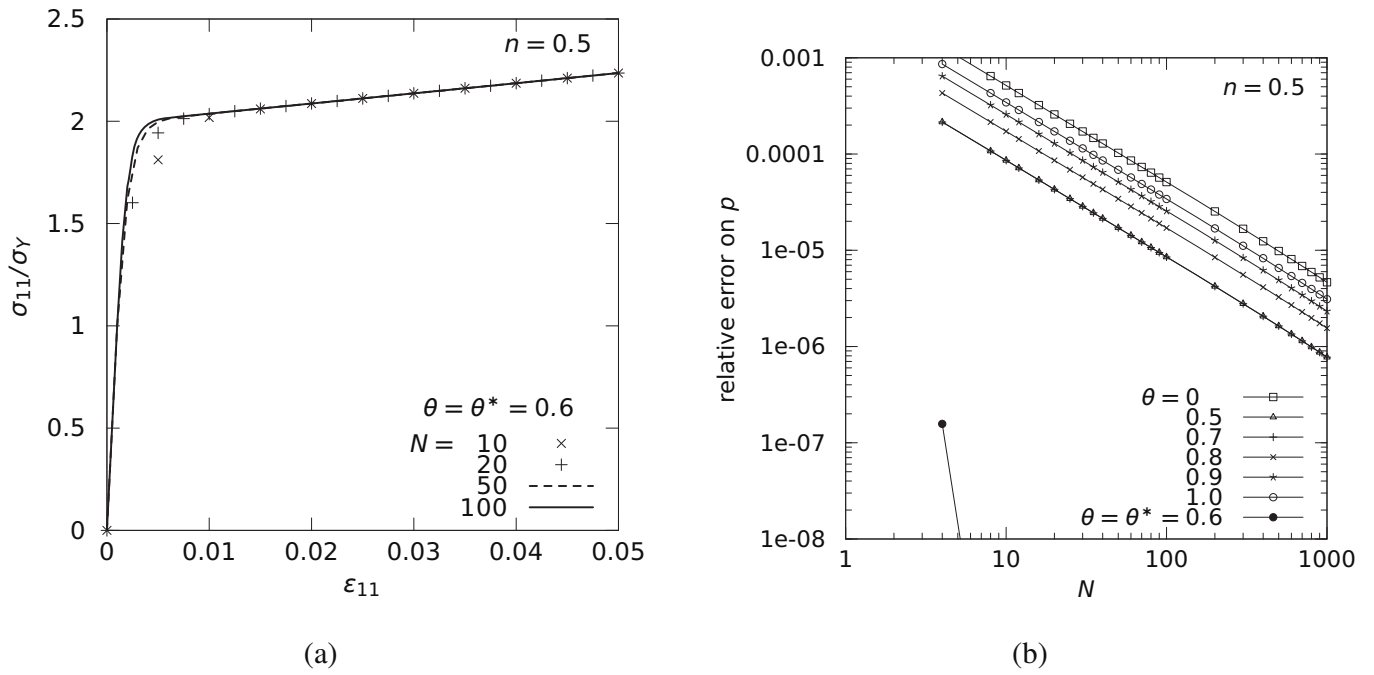 2.5
n = 0.5
2
1.5
σ11/σY
1
0.5
θ = θ* = 0.6
N = 10
20
50
100
0
0 0.01 0.02 0.03 0.04 0.05
ε11
(a)
0.001
n = 0.5
0.0001
1e-05
relative error on p
1e-06
1e-07
1e-08
θ = 0
0.5
0.7
0.8
0.9
1.0
θ = θ* = 0.6
1 10 100 1000
N
(b)